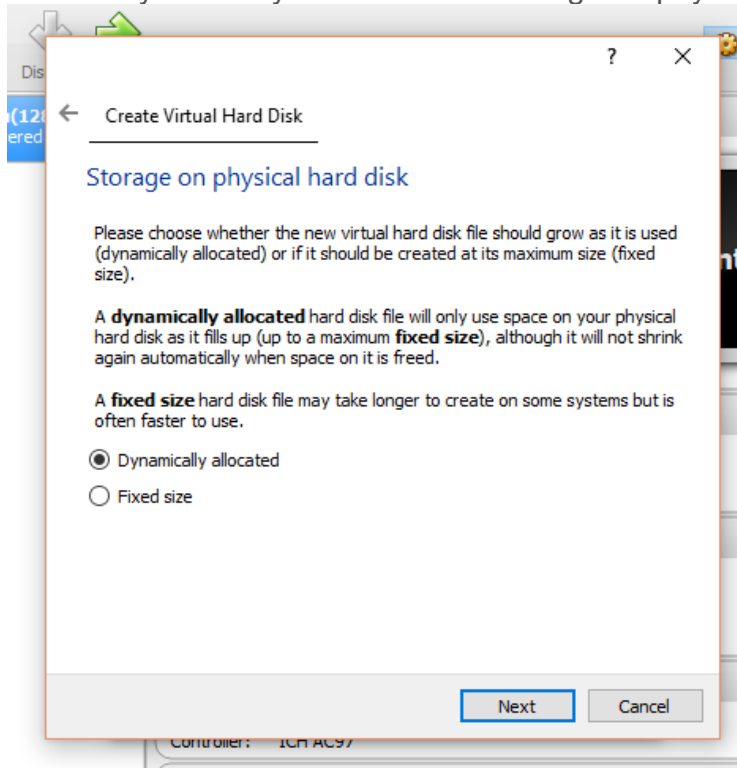 Dis
?
(128
ered
Create Virtual Hard Disk
Storage on physical hard disk
Please choose whether the new virtual hard disk file should grow as it is used
(dynamically allocated) or if it should be created at its maximum size (fixed
size).
A dynamically allocated hard disk file will only use space on your physical
hard disk as it fills up (up to a maximum fixed size), although it will not shrink
again automatically when space on it is freed.
A fixed size hard disk file may take longer to create on some systems but is
often faster to use.
Dynamically allocated
Fixed size
Next
Cancel
Controller: ICH AC97